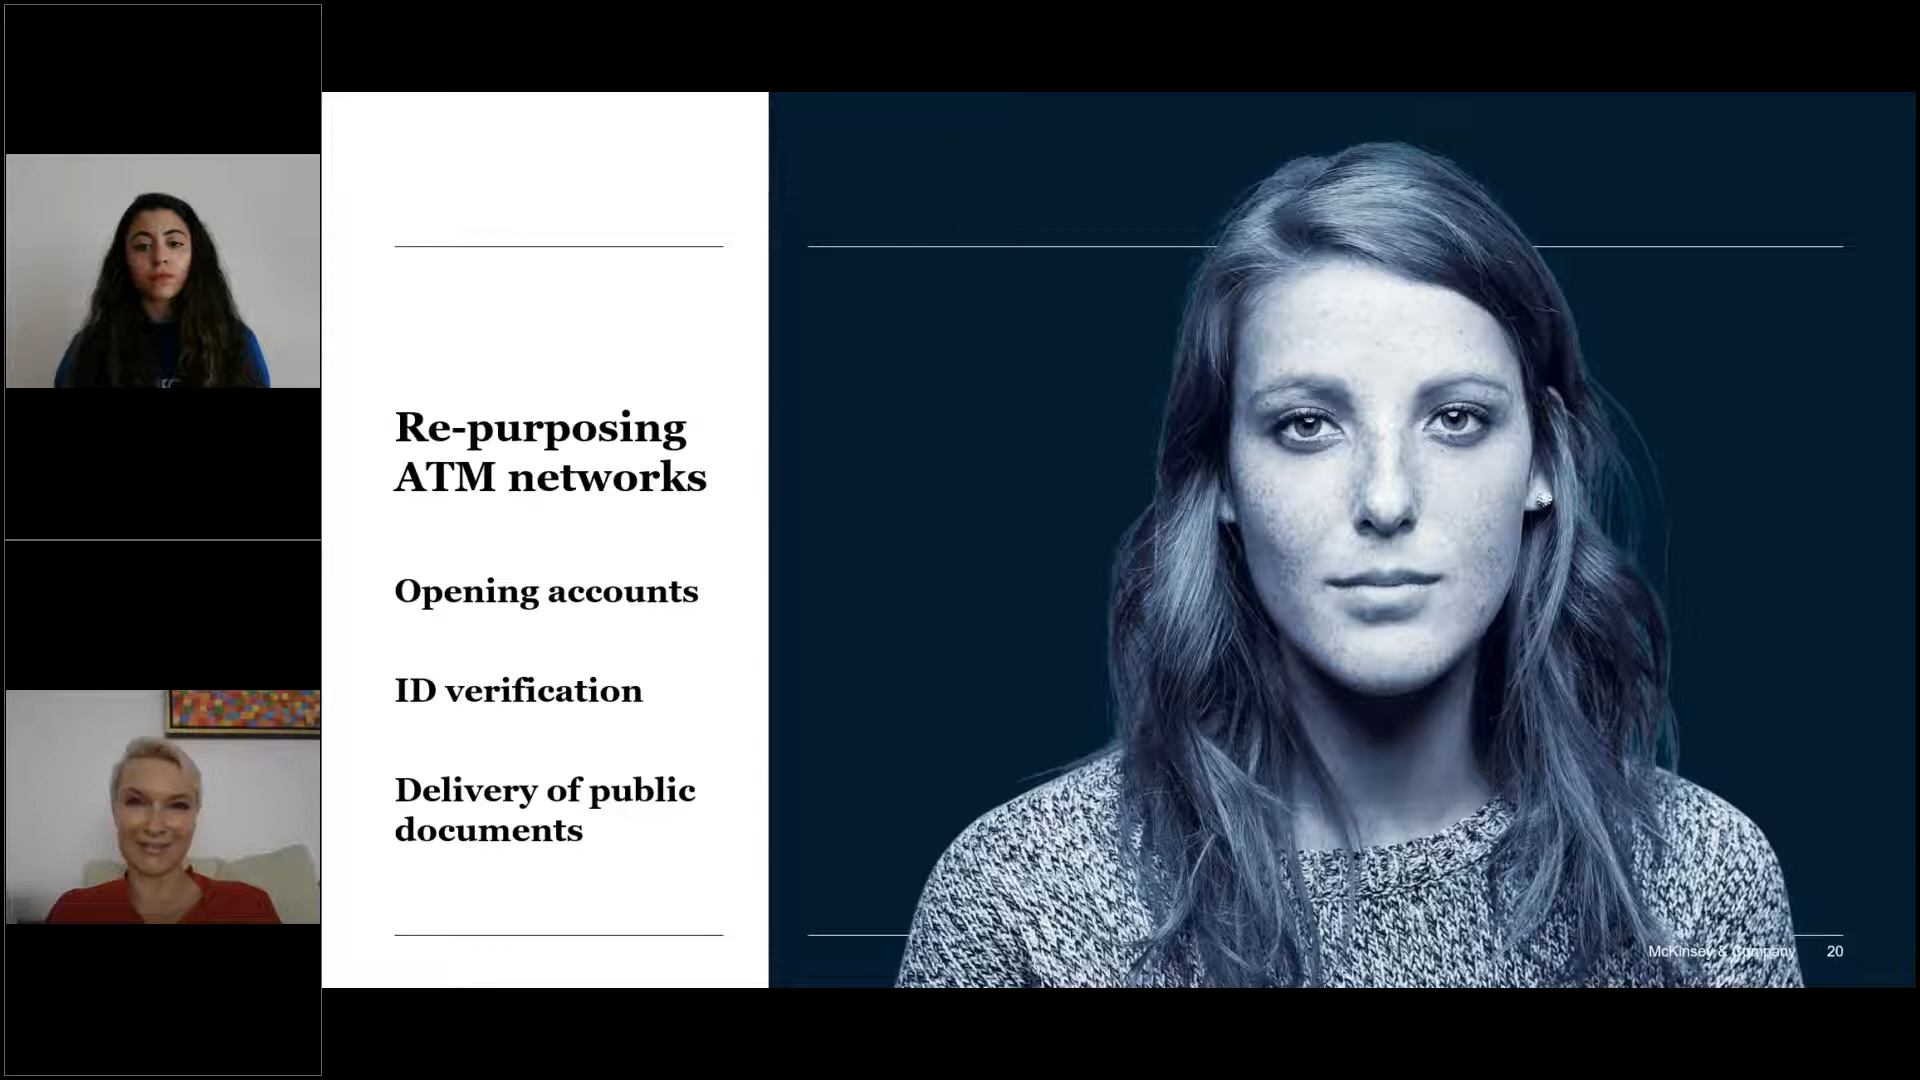 Re-purposing
ATM networks
Opening accounts
ID verification
Delivery of public
documents
McKinsey & Company 20